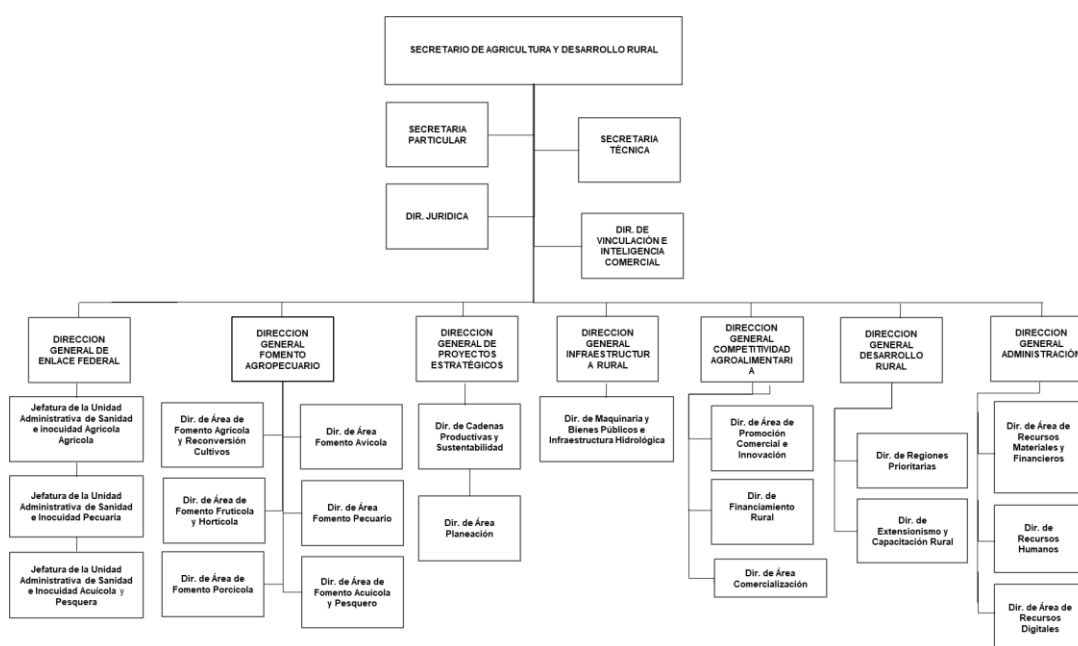 SECRETARIO DE AGRICULTURA Y DESARROLLO RURAL
SECRETARIA
PARTICULAR
SECRETARIA
TÉCNICA
DIR. JURIDICA
DIR. DE
VINCULACIÓN E
INTELIGENCIA
COMERCIAL
DIRECCION
GENERAL DE
ENLACE FEDERAL
DIRECCION
GENERAL
FOMENTO
AGROPECUARIO
DIRECCION
GENERAL DE
PROYECTOS
ESTRATÉGICOS
DIRECCION
GENERAL
INFRAESTRUCTUR
A RURAL
DIRECCION
GENERAL
COMPETITIVIDAD
AGROALIMENTARI
A
DIRECCION
GENERAL
DESARROLLO
RURAL
DIRECCION
GENERAL
ADMINISTRACIÓN
Jefatura de la Unidad
Administrativa de Sanidad
e inocuidad Agrícola
Agrícola
Jefatura de la Unidad
Administrativa de Sanidad
e Inocuidad Pecuaria
Jefatura de la Unidad
Administrativa de Sanidad
e Inocuidad Acuícola y
Pesquera
Dir. de Área de
Fomento Agrícola
y Reconversión
Cultivos
Dir. de Área
Fomento Avícola
Dir. de Área de
Fomento Frutícola
y Hortícola
Dir. de Área
Fomento Pecuario
Dir. de Área de
Fomento Porcícola
Dir. de Área de
Fomento Acuícola
y Pesquero
Dir. de Cadenas
Productivas y
Sustentabilidad
Dir. de Área
Planeación
Dir. de Maquinaria y
Bienes Públicos e
Infraestructura Hidrológica
Dir. de Área de
Promoción
Comercial e
Innovación
Dir. de
Financiamiento
Rural
Dir. de Área
Comercialización
Dir. de Regiones
Prioritarias
Dir. de
Extensionismo y
Capacitación Rural
Dir. de Área de
Recursos
Materiales y
Financieros
Dir. de
Recursos
Humanos
Dir. de Área de
Recursos
Digitales